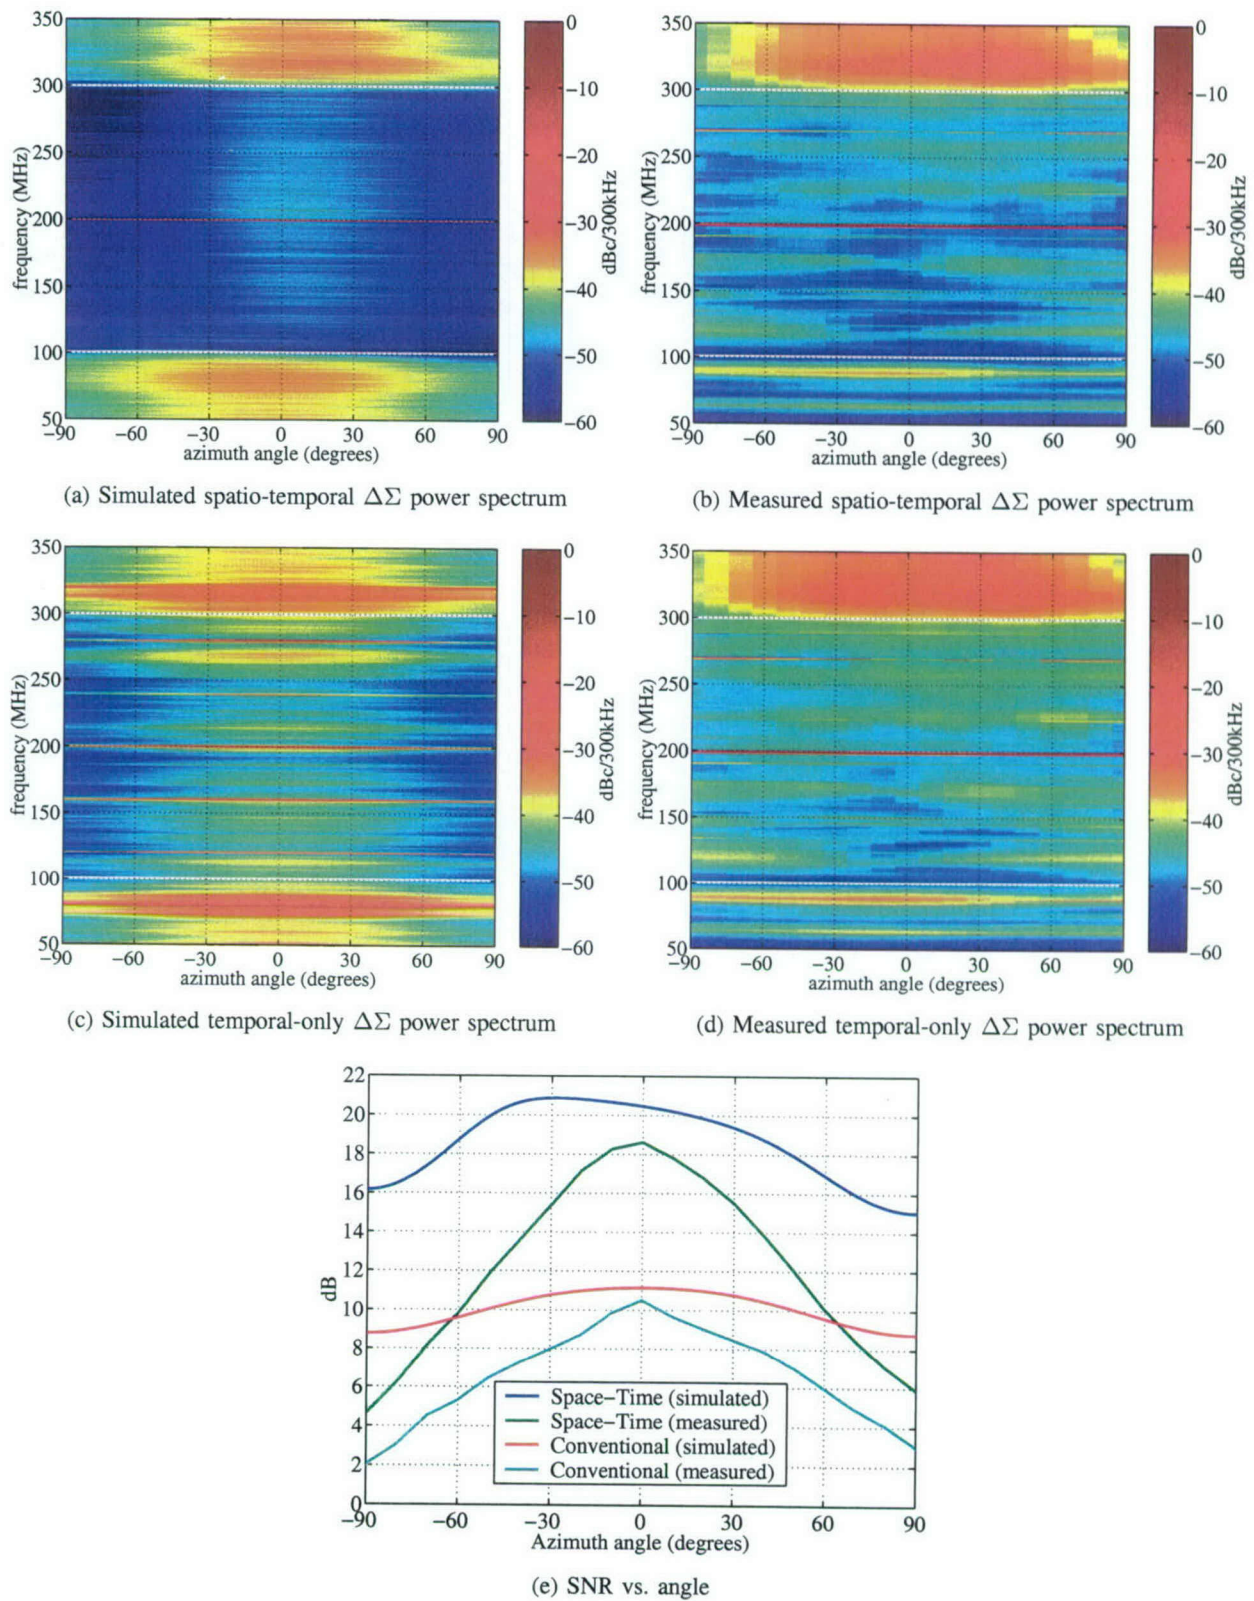 350
300
250
200
150
100
50
frequency (MHz)
−90 −60 −30 0 30 60 90
azimuth angle (degrees)
0
−10
−20
−30
−40
−50
−60
dBc/300kHz
(a) Simulated spatio-temporal ΔΣ power spectrum
350
300
250
200
150
100
50
frequency (MHz)
−90 −60 −30 0 30 60 90
azimuth angle (degrees)
0
−10
−20
−30
−40
−50
−60
dBc/300kHz
(b) Measured spatio-temporal ΔΣ power spectrum
350
300
250
200
150
100
50
frequency (MHz)
−90 −60 −30 0 30 60 90
azimuth angle (degrees)
0
−10
−20
−30
−40
−50
−60
dBc/300kHz
(c) Simulated temporal-only ΔΣ power spectrum
350
300
250
200
150
100
50
frequency (MHz)
−90 −60 −30 0 30 60 90
azimuth angle (degrees)
0
−10
−20
−30
−40
−50
−60
dBc/300kHz
(d) Measured temporal-only ΔΣ power spectrum
22
20
18
16
14
12
10
8
6
4
2
0
dB
Space−Time (simulated)
Space−Time (measured)
Conventional (simulated)
Conventional (measured)
−90 −60 −30 0 30 60 90
Azimuth angle (degrees)
(e) SNR vs. angle